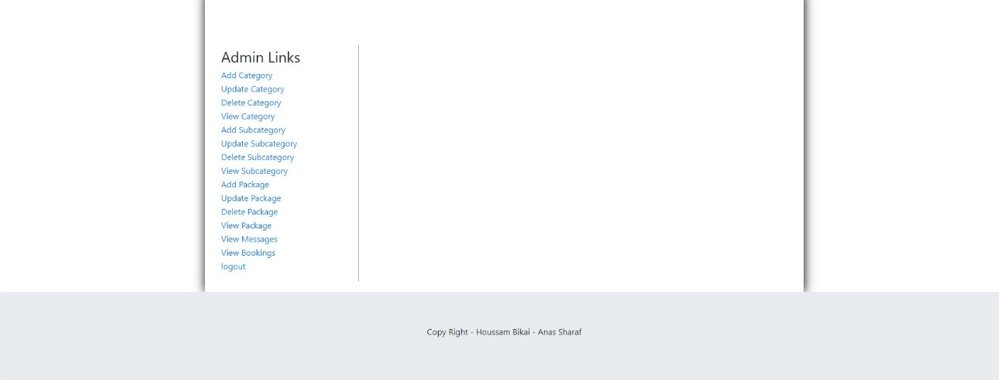 Admin Links
Add Category
Update Category
Delete Category
View Category
Add Subcategory
Update Subcategory
Delete Subcategory
View Subcategory
Add Package
Update Package
Delete Package
View Package
View Messages
View Bookings
logout
Copy Right - Houssam Bikai - Anas Sharaf